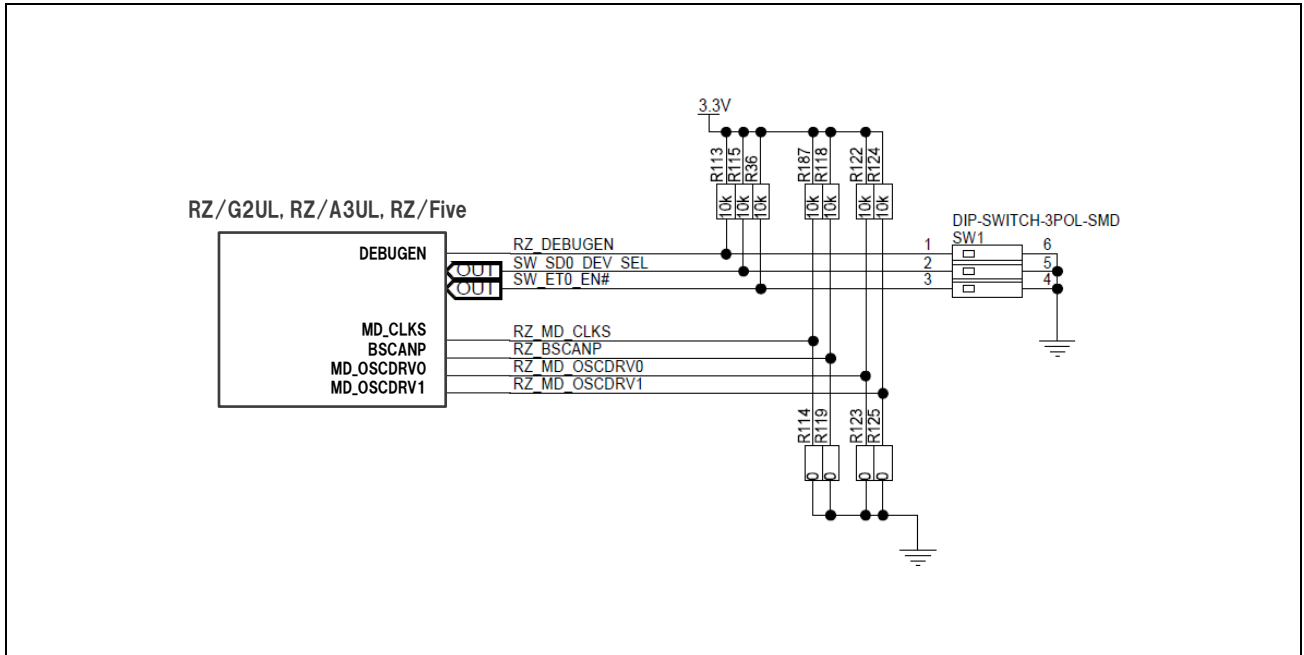 3.3V
R113
R115
R36
R187
R118
R122
R124
10k
10k
10k
10k
10k
10k
10k
RZ/G2UL, RZ/A3UL, RZ/Five
DIP-SWITCH-3POL-SMD
SW1
DEBUGEN
RZ_DEBUGEN
1
6
OUT
SW_SD0_DEV_SEL
2
5
OUT
SW_ET0_EN#
3
4
MD_CLKS
RZ_MD_CLKS
BSCANP
RZ_BSCANP
MD_OSCDRV0
RZ_MD_OSCDRV0
MD_OSCDRV1
RZ_MD_OSCDRV1
R114
R119
R123
R125
0
0
0
0